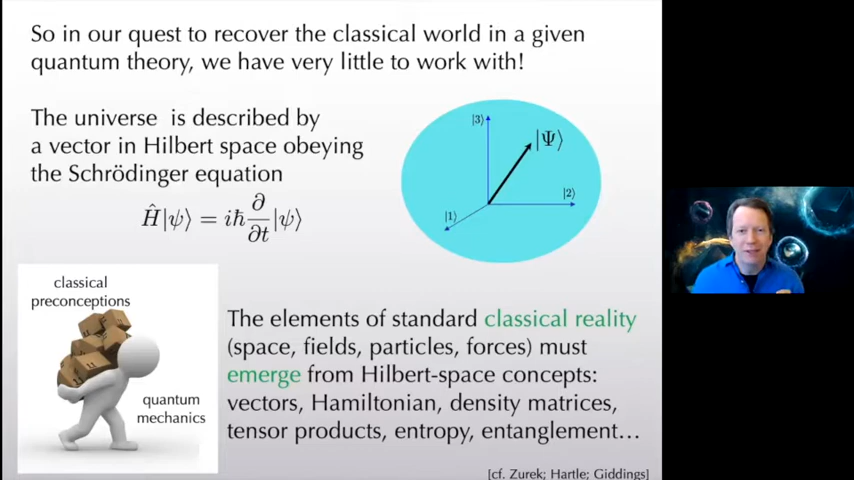 So in our quest to recover the classical world in a given
quantum theory, we have very little to work with!
The universe is described by
a vector in Hilbert space obeying
the Schrödinger equation
Ĥ|ψ⟩ = iħ ∂/∂t |ψ⟩
|3⟩
|Ψ⟩
|2⟩
|1⟩
classical
preconceptions
quantum
mechanics
The elements of standard classical reality
(space, fields, particles, forces) must
emerge from Hilbert-space concepts:
vectors, Hamiltonian, density matrices,
tensor products, entropy, entanglement…
[cf. Zurek; Hartle; Giddings]